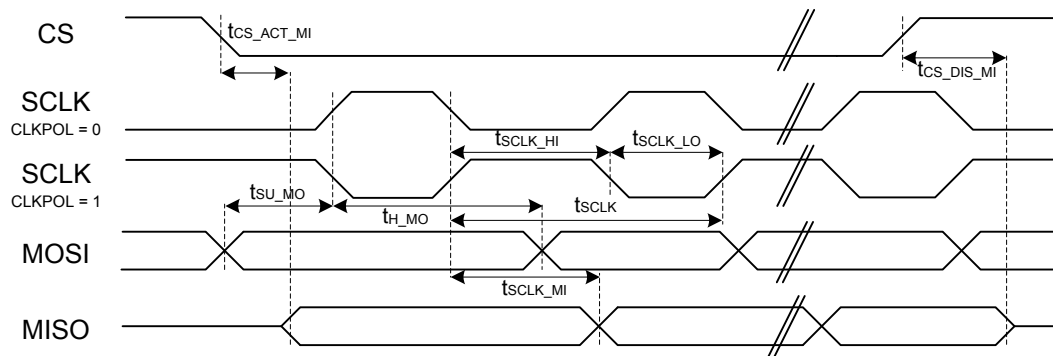 CS
tCS_ACT_MI
tCS_DIS_MI
SCLK
CLKPOL = 0
tSCLK_HI
tSCLK_LO
SCLK
CLKPOL = 1
tSU_MO
tH_MO
tSCLK
MOSI
tSCLK_MI
MISO